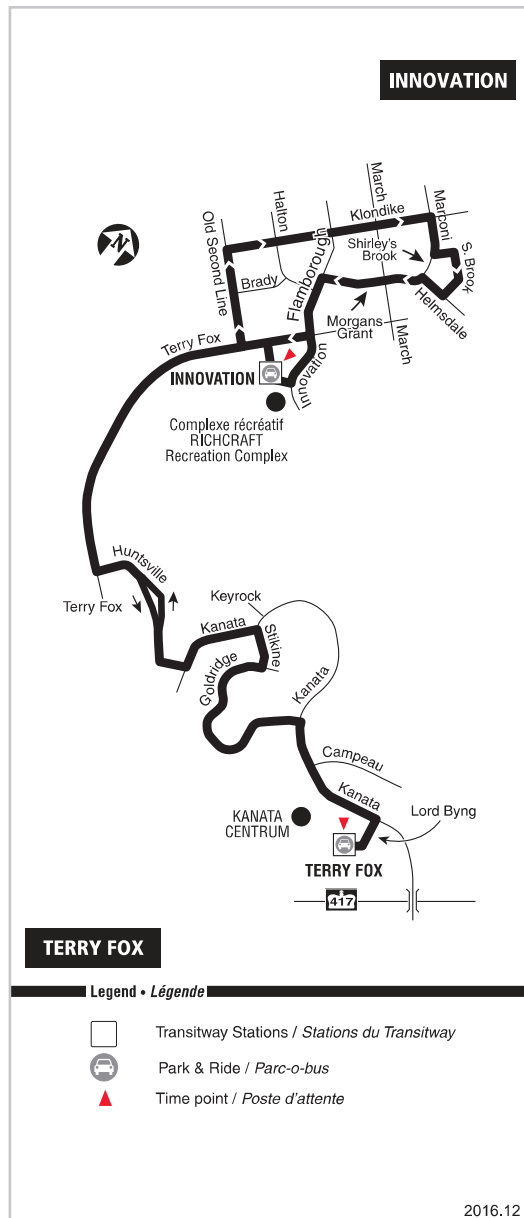 INNOVATION
March
Marconi
Halton
Klondike
Old Second Line
Flamborough
Shirley's
Brook
S. Brook
Brady
Helmsdale
Morgans
Grant
March
Terry Fox
INNOVATION
Innovation
Complexe récréatif
RICHCRAFT
Recreation Complex
N
Huntsville
Terry Fox
Keyrock
Kanata
Stikine
Goldridge
Kanata
Campeau
Kanata
KANATA
CENTRUM
Lord Byng
TERRY FOX
417
TERRY FOX
Legend • Légende
Transitway Stations / Stations du Transitway
Park & Ride / Parc-o-bus
Time point / Poste d'attente
2016.12